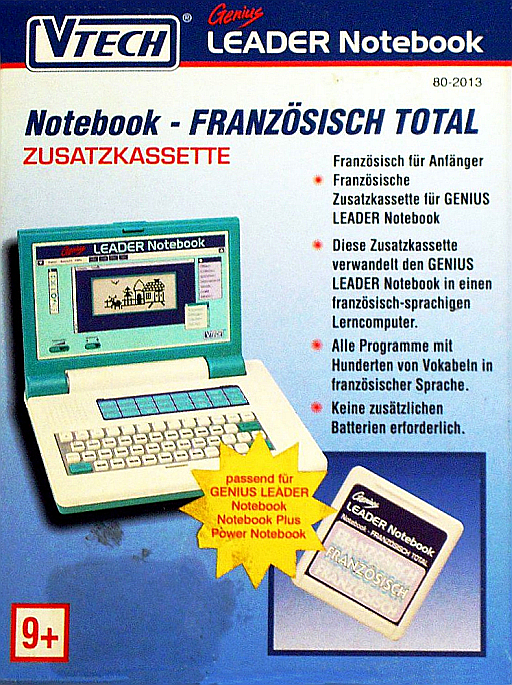 VTECH ®
Genius
LEADER Notebook
80-2013
Notebook - FRANZÖSISCH TOTAL
ZUSATZKASSETTE
Französisch für Anfänger
Französische
Zusatzkassette für GENIUS
LEADER Notebook
Diese Zusatzkassette
verwandelt den GENIUS
LEADER Notebook in einen
französisch-sprachigen
Lerncomputer.
Alle Programme mit
Hunderten von Vokabeln in
französischer Sprache.
Keine zusätzlichen
Batterien erforderlich.
Genius LEADER Notebook
VTECH
passend für
GENIUS LEADER
Notebook
Notebook Plus
Power Notebook
Genius
LEADER Notebook
Notebook - FRANZÖSISCH TOTAL
FRANZÖSISCH
FRANZÖSISCH
FRANZÖSISCH
9+